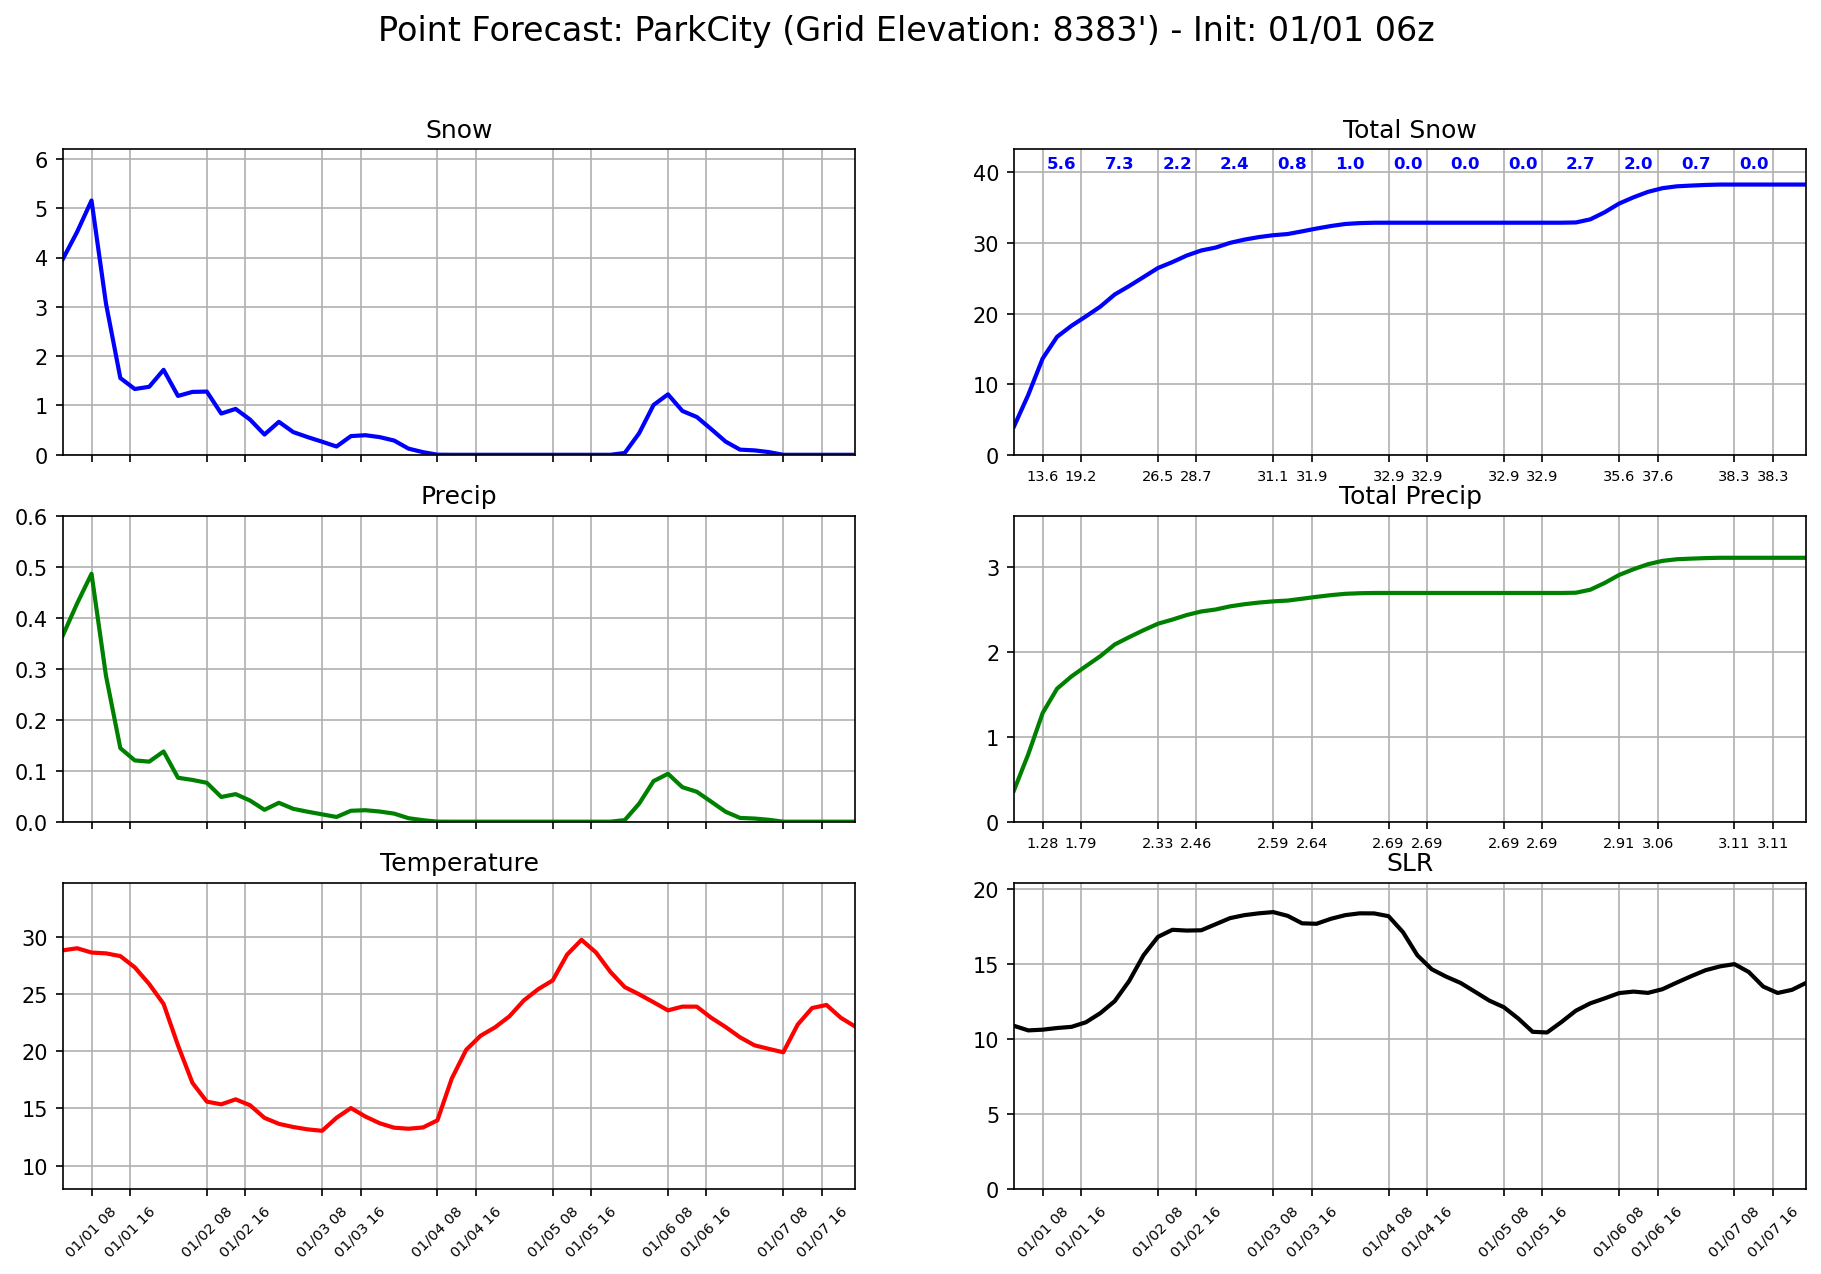 Point Forecast: ParkCity (Grid Elevation: 8383') - Init: 01/01 06z
Snow
6
5
4
3
2
1
0
Total Snow
5.6 7.3 2.2 2.4 0.8 1.0 0.0 0.0 0.0 2.7 2.0 0.7 0.0
40
30
20
10
0
13.6 19.2 26.5 28.7 31.1 31.9 32.9 32.9 32.9 32.9 35.6 37.6 38.3 38.3
Precip
0.6
0.5
0.4
0.3
0.2
0.1
0.0
Total Precip
3
2
1
0
1.28 1.79 2.33 2.46 2.59 2.64 2.69 2.69 2.69 2.69 2.91 3.06 3.11 3.11
Temperature
30
25
20
15
10
01/01 08 01/01 16 01/02 08 01/02 16 01/03 08 01/03 16 01/04 08 01/04 16 01/05 08 01/05 16 01/06 08 01/06 16 01/07 08 01/07 16
SLR
20
15
10
5
0
01/01 08 01/01 16 01/02 08 01/02 16 01/03 08 01/03 16 01/04 08 01/04 16 01/05 08 01/05 16 01/06 08 01/06 16 01/07 08 01/07 16